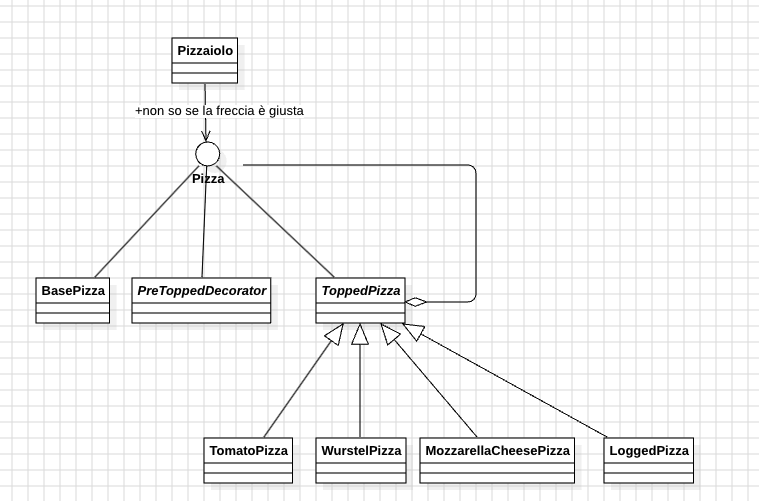 Pizzaiolo
+non so se la freccia è giusta
Pizza
BasePizza
PreToppedDecorator
ToppedPizza
TomatoPizza
WurstelPizza
MozzarellaCheesePizza
LoggedPizza